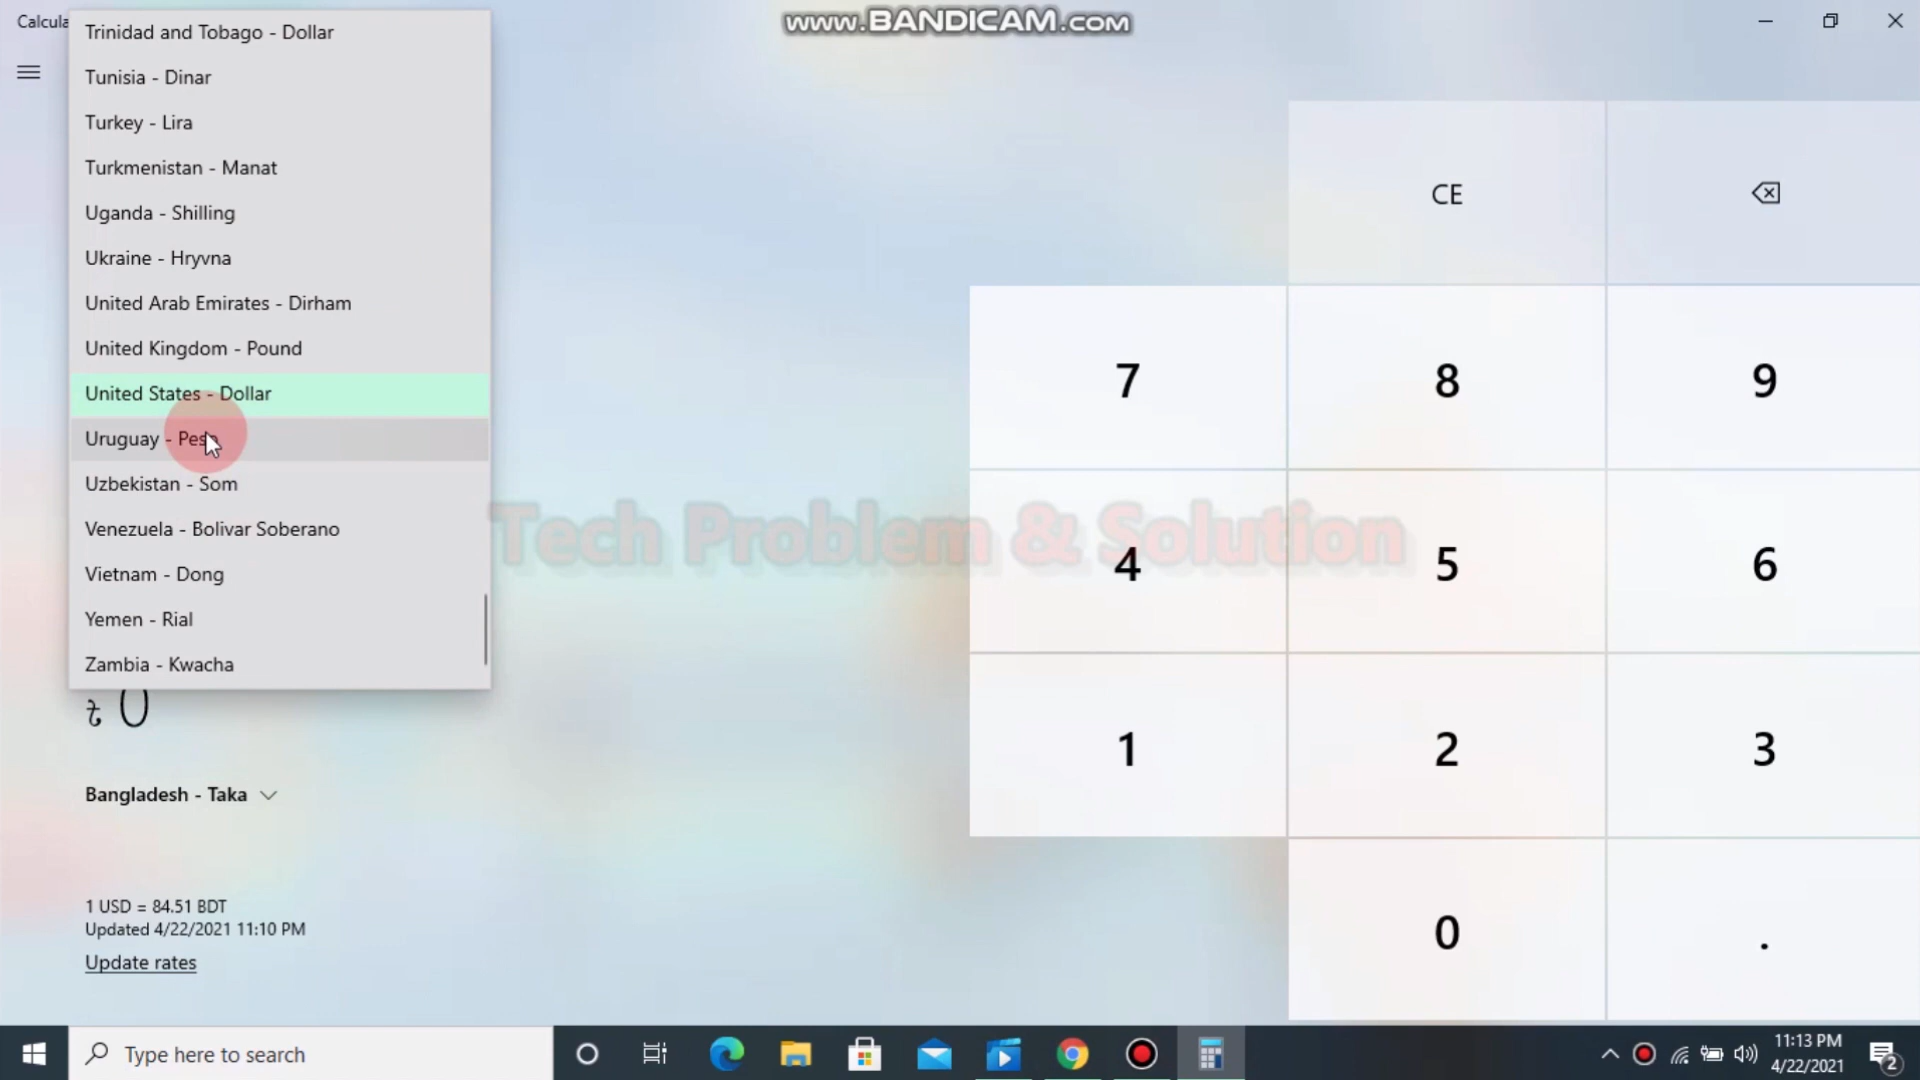 Calcula
www.BANDICAM.com
Trinidad and Tobago - Dollar
Tunisia - Dinar
Turkey - Lira
Turkmenistan - Manat
Uganda - Shilling
Ukraine - Hryvna
United Arab Emirates - Dirham
United Kingdom - Pound
United States - Dollar
Uruguay - Peso
Uzbekistan - Som
Venezuela - Bolivar Soberano
Vietnam - Dong
Yemen - Rial
Zambia - Kwacha
৳ 0
Bangladesh - Taka
1 USD = 84.51 BDT
Updated 4/22/2021 11:10 PM
Update rates
CE
7 8 9
4 5 6
1 2 3
0 .
Tech Problem & Solution
Type here to search
11:13 PM
4/22/2021
2